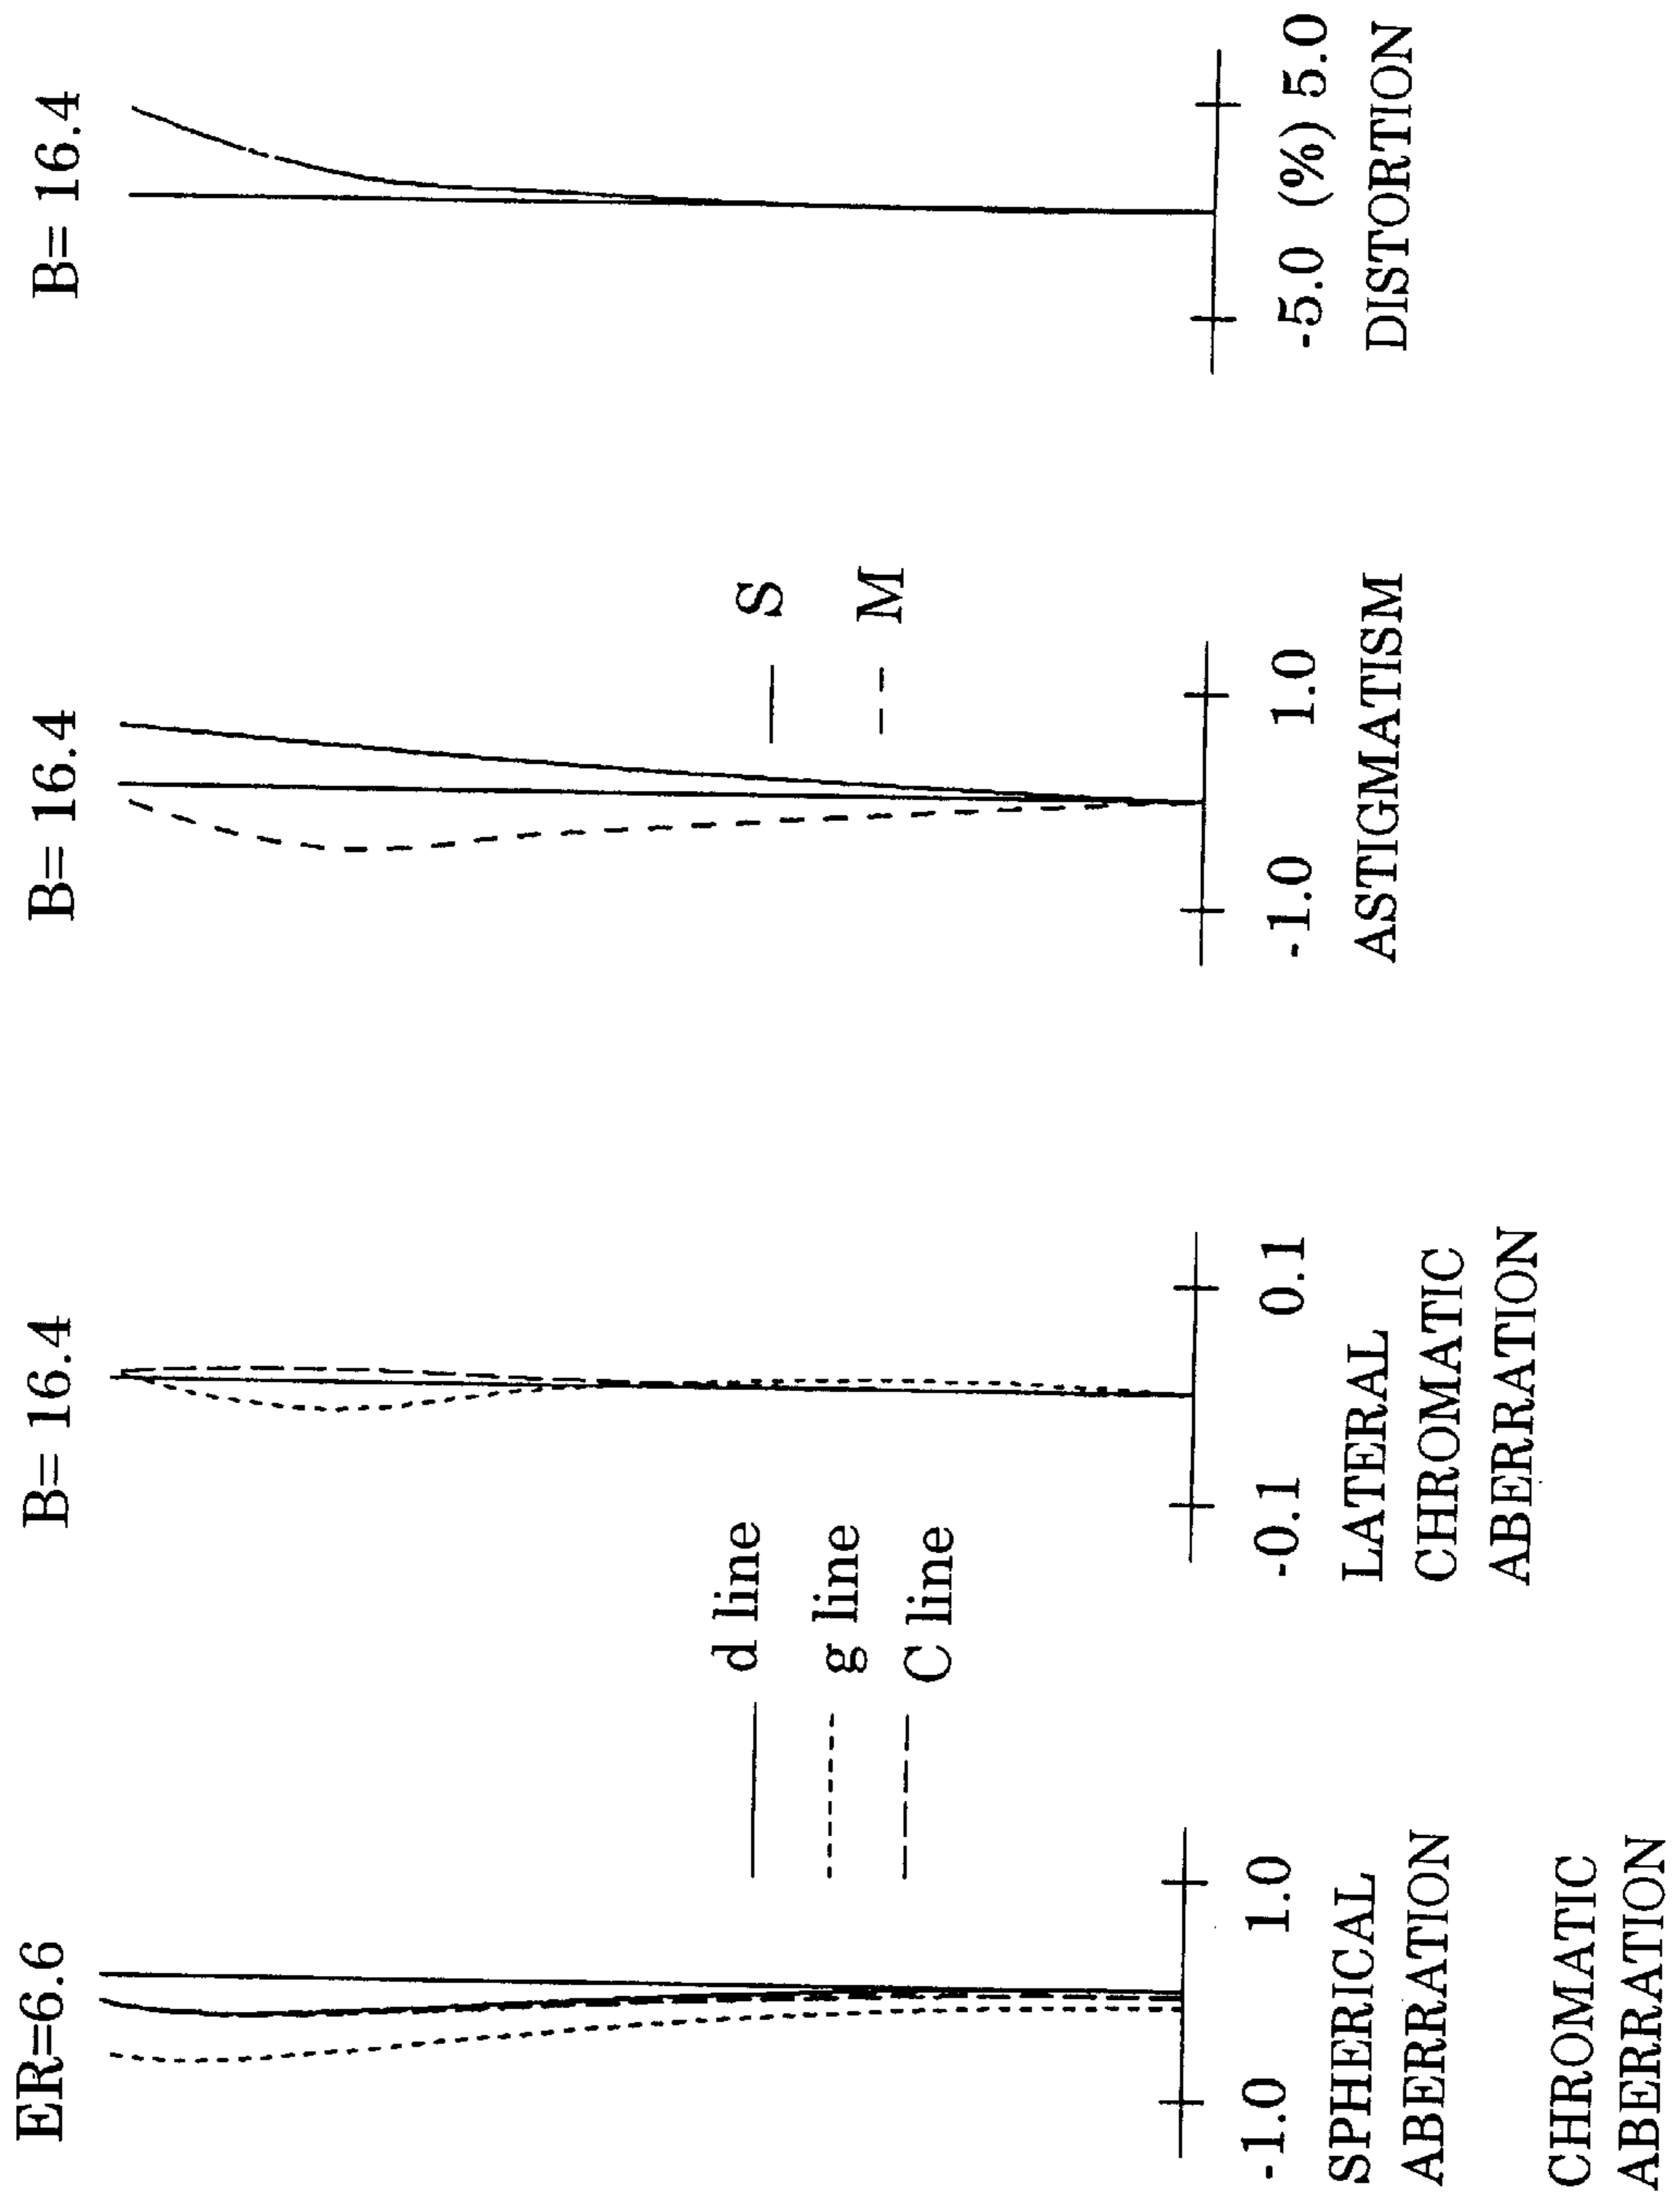 ER=6.6
-1.0 1.0
SPHERICAL
ABERRATION
CHROMATIC
ABERRATION
d line
g line
C line
B= 16.4
-0.1 0.1
LATERAL
CHROMATIC
ABERRATION
B= 16.4
S
M
-1.0 1.0
ASTIGMATISM
B= 16.4
-5.0 (%) 5.0
DISTORTION